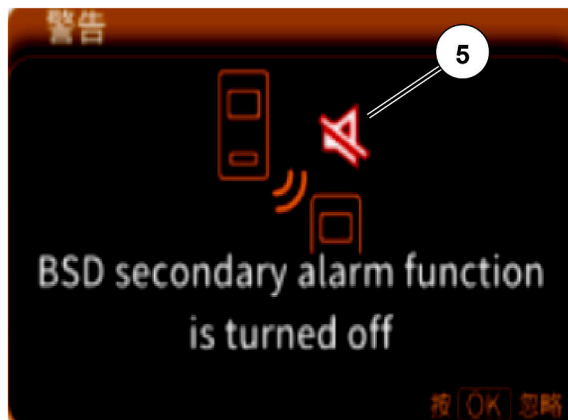 警告
5
BSD secondary alarm function
is turned off
按 OK 忽略